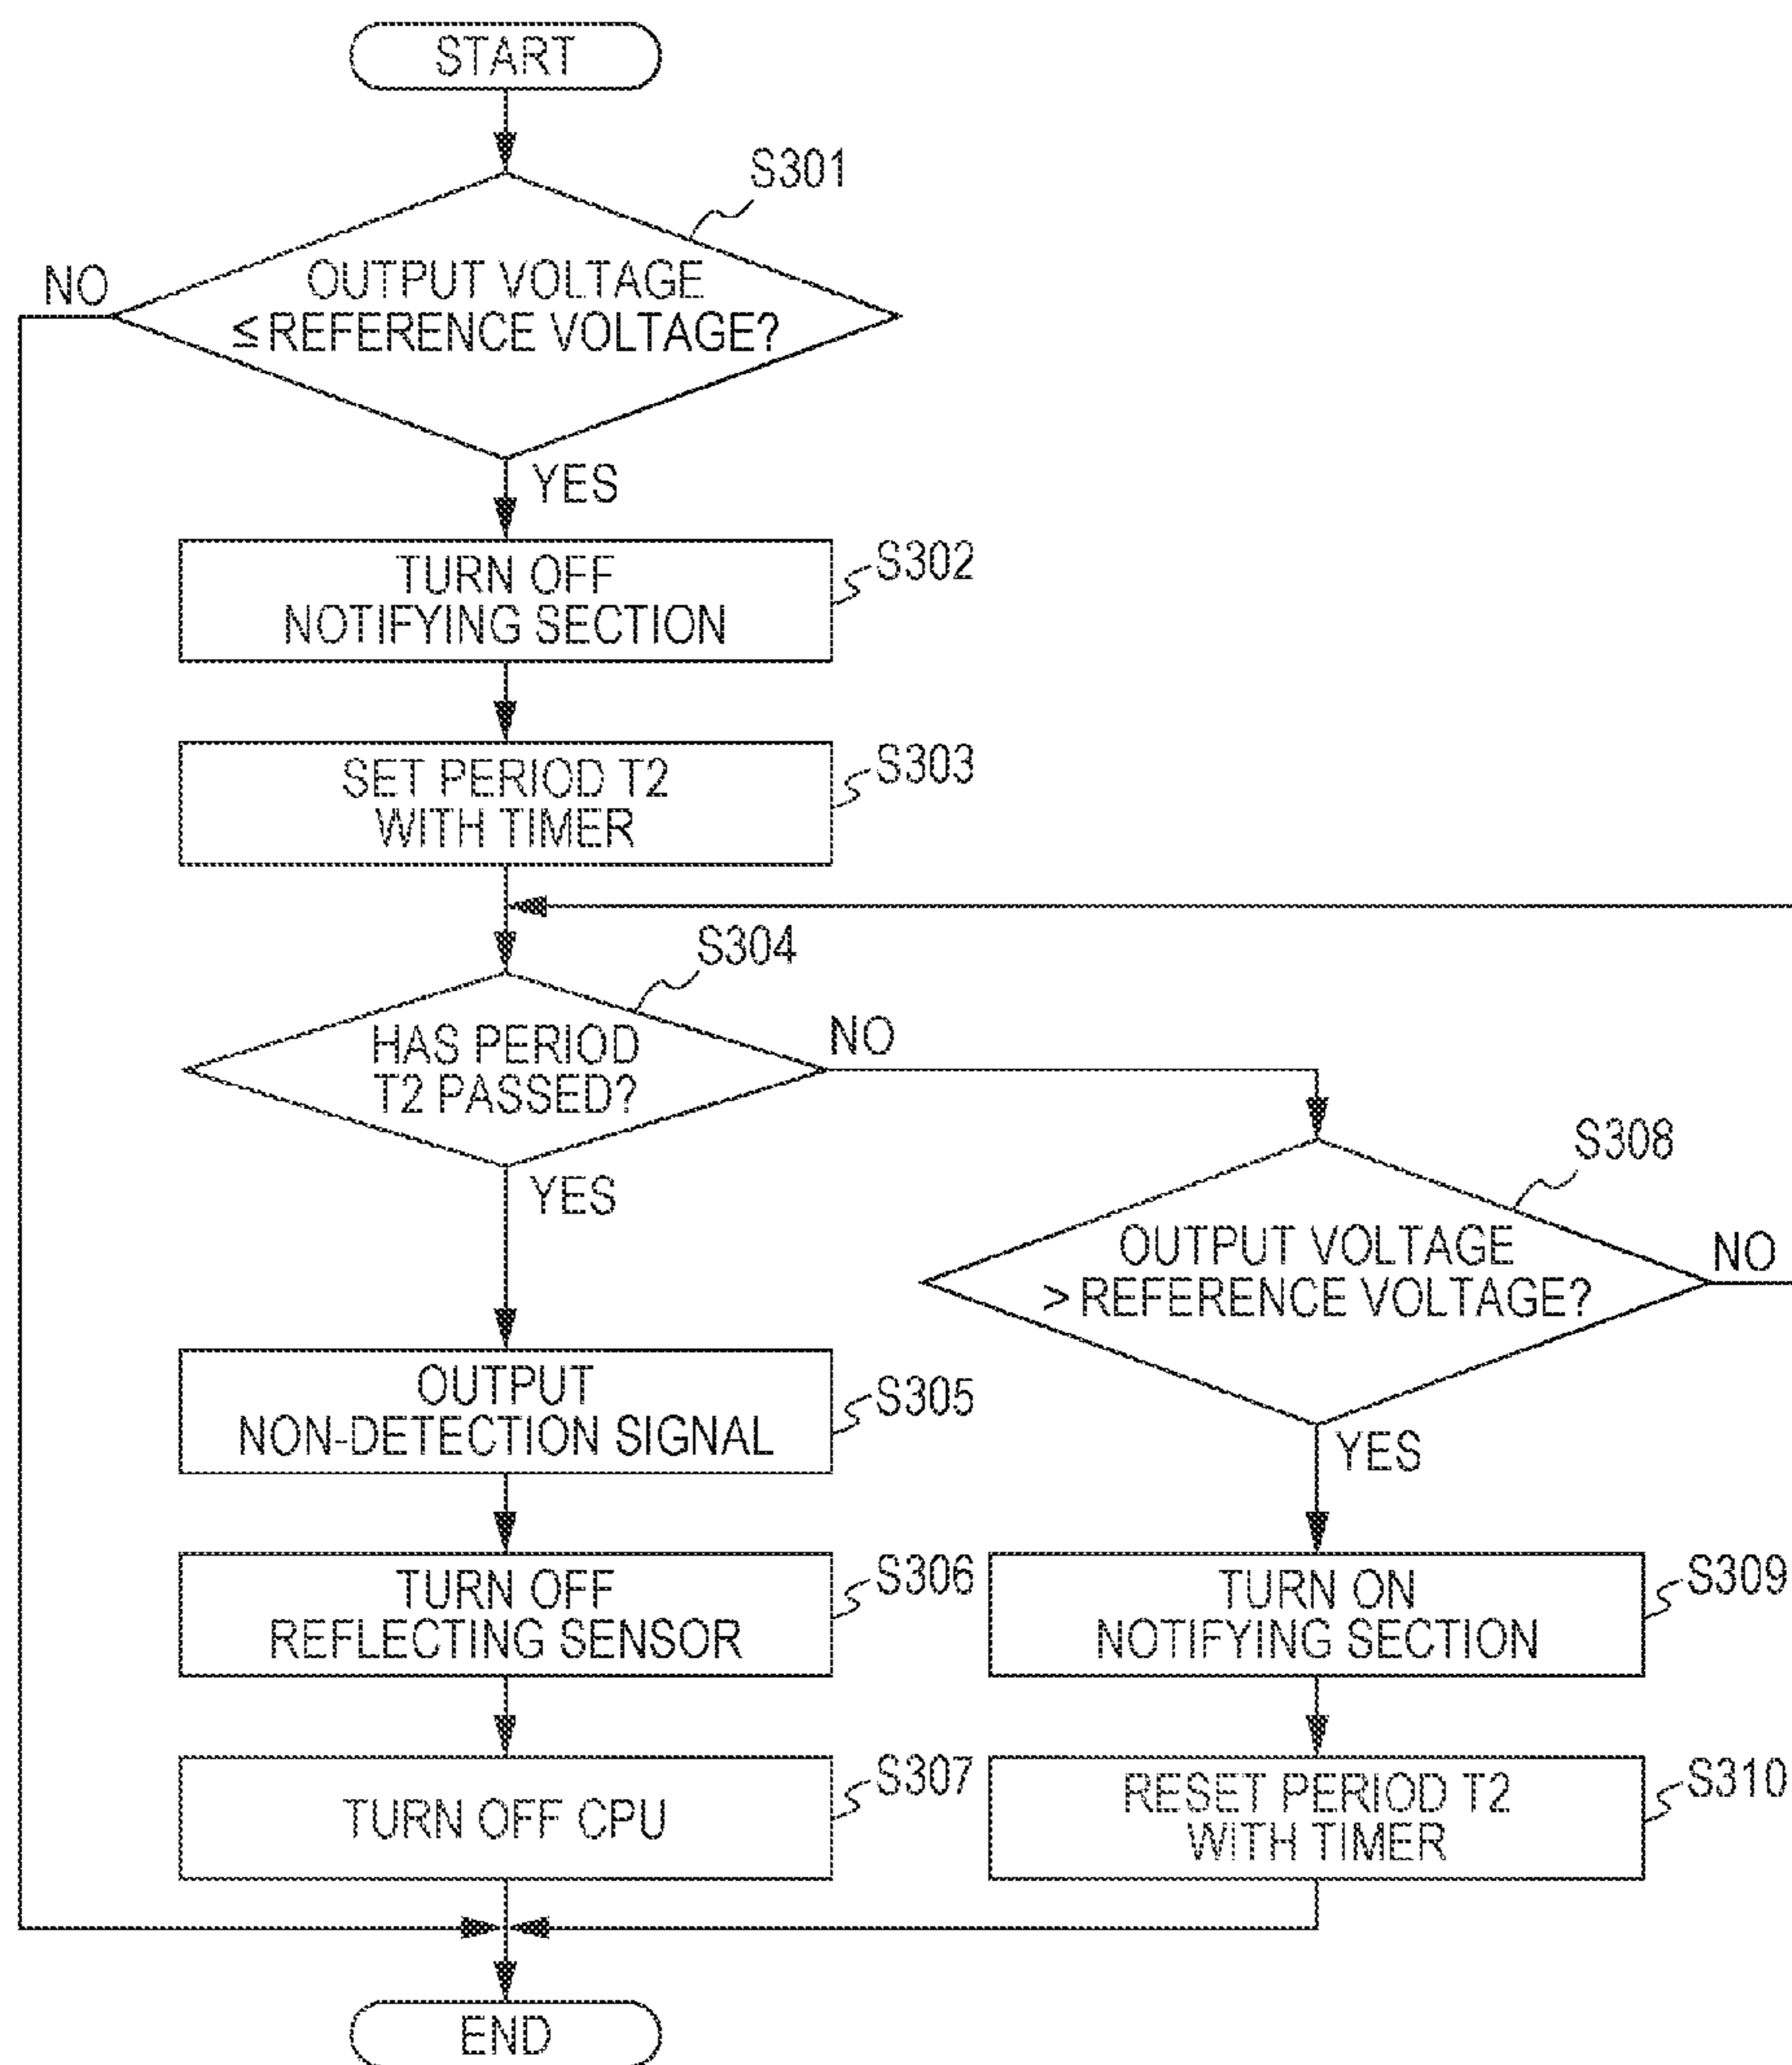 START
S301
NO
OUTPUT VOLTAGE
≤ REFERENCE VOLTAGE?
YES
TURN OFF
NOTIFYING SECTION
S302
SET PERIOD T2
WITH TIMER
S303
S304
HAS PERIOD
T2 PASSED?
NO
YES
S308
OUTPUT VOLTAGE
> REFERENCE VOLTAGE?
NO
YES
OUTPUT
NON-DETECTION SIGNAL
S305
TURN OFF
REFLECTING SENSOR
S306
TURN ON
NOTIFYING SECTION
S309
TURN OFF CPU
S307
RESET PERIOD T2
WITH TIMER
S310
END